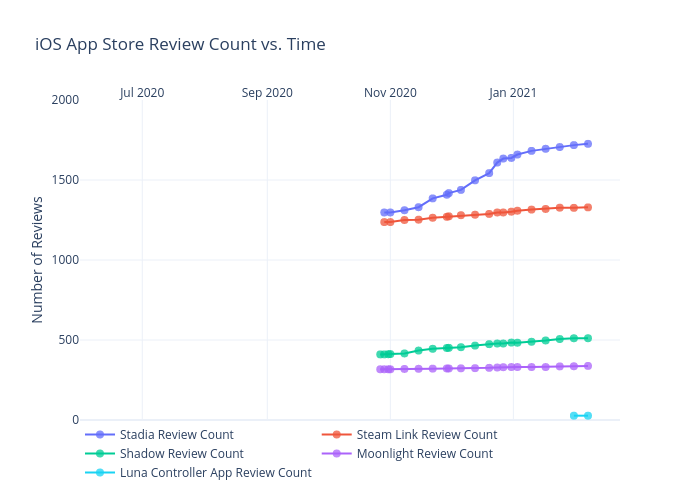 iOS App Store Review Count vs. Time
Jul 2020
Sep 2020
Nov 2020
Jan 2021
2000
1500
1000
500
0
Number of Reviews
Stadia Review Count
Steam Link Review Count
Shadow Review Count
Moonlight Review Count
Luna Controller App Review Count